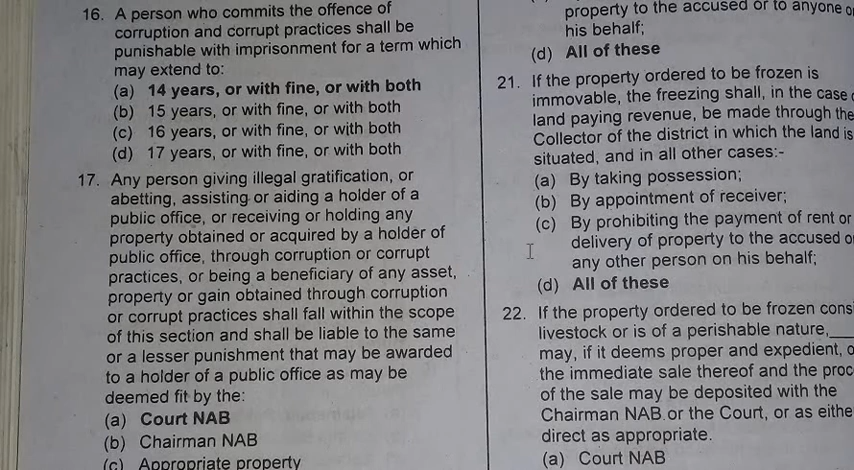 16. A person who commits the offence of
corruption and corrupt practices shall be
punishable with imprisonment for a term which
may extend to:
(a) 14 years, or with fine, or with both
(b) 15 years, or with fine, or with both
(c) 16 years, or with fine, or with both
(d) 17 years, or with fine, or with both
17. Any person giving illegal gratification, or
abetting, assisting or aiding a holder of a
public office, or receiving or holding any
property obtained or acquired by a holder of
public office, through corruption or corrupt
practices, or being a beneficiary of any asset,
property or gain obtained through corruption
or corrupt practices shall fall within the scope
of this section and shall be liable to the same
or a lesser punishment that may be awarded
to a holder of a public office as may be
deemed fit by the:
(a) Court NAB
(b) Chairman NAB
(c) Appropriate property
property to the accused or to anyone
his behalf;
(d) All of these
21. If the property ordered to be frozen is
immovable, the freezing shall, in the case
land paying revenue, be made through the
Collector of the district in which the land is
situated, and in all other cases:-
(a) By taking possession;
(b) By appointment of receiver;
(c) By prohibiting the payment of rent or
delivery of property to the accused
any other person on his behalf;
(d) All of these
22. If the property ordered to be frozen
livestock or is of a perishable nature,___
may, if it deems proper and expedient,
the immediate sale thereof and the
of the sale may be deposited with the
Chairman NAB or the Court, or as
direct as appropriate.
(a) Court NAB